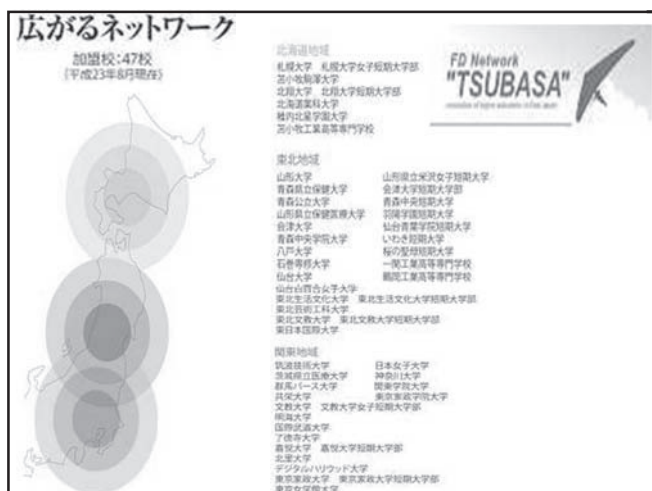 広がるネットワーク
加盟校：47校
（平成23年8月現在）
FD Network
"TSUBASA"
北海道地域
札幌大学 札幌大学女子短期大学部
苫小牧駒澤大学
北翔大学 北翔大学短期大学部
北海道薬科大学
稚内北星学園大学
苫小牧工業高等専門学校
東北地域
山形大学 山形県立米沢女子短期大学
青森県立保健大学 会津大学短期大学部
青森公立大学 青森中央短期大学
山形県立保健医療大学 羽陽学園短期大学
会津大学 仙台青葉学院短期大学
青森中央学院大学 いわき短期大学
八戸大学 桜の聖母短期大学
石巻専修大学 一関工業高等専門学校
仙台大学 鶴岡工業高等専門学校
仙台白百合女子大学
東北生活文化大学 東北生活文化大学短期大学部
東北芸術工科大学
東北文教大学 東北文教大学短期大学部
東日本国際大学
関東地域
筑波技術大学 日本女子大学
茨城県立医療大学 神奈川大学
群馬パース大学 関東学院大学
共栄大学 東京家政学院大学
文教大学 文教大学女子短期大学部
明海大学
国際武道大学
了徳寺大学
嘉悦大学 嘉悦大学短期大学部
北里大学
デジタルハリウッド大学
東京家政大学 東京家政大学短期大学部
東京女学館大学